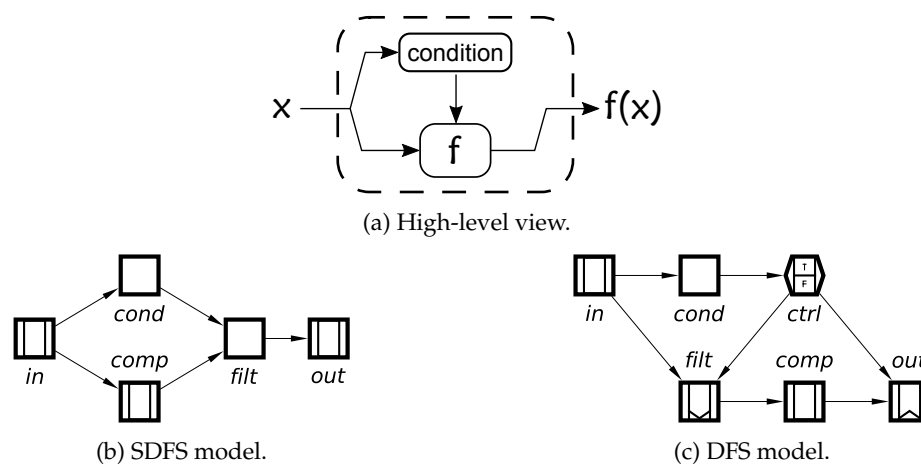 condition
x
f(x)
f
(a) High-level view.
cond
in
comp
filt
out
(b) SDFS model.
T
F
in
cond
ctrl
filt
comp
out
(c) DFS model.